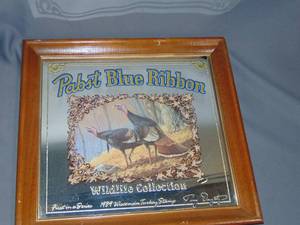 Pabst Blue Ribbon
Wildlife Collection
First in a Series 1989 Wisconsin Turkey Stamp